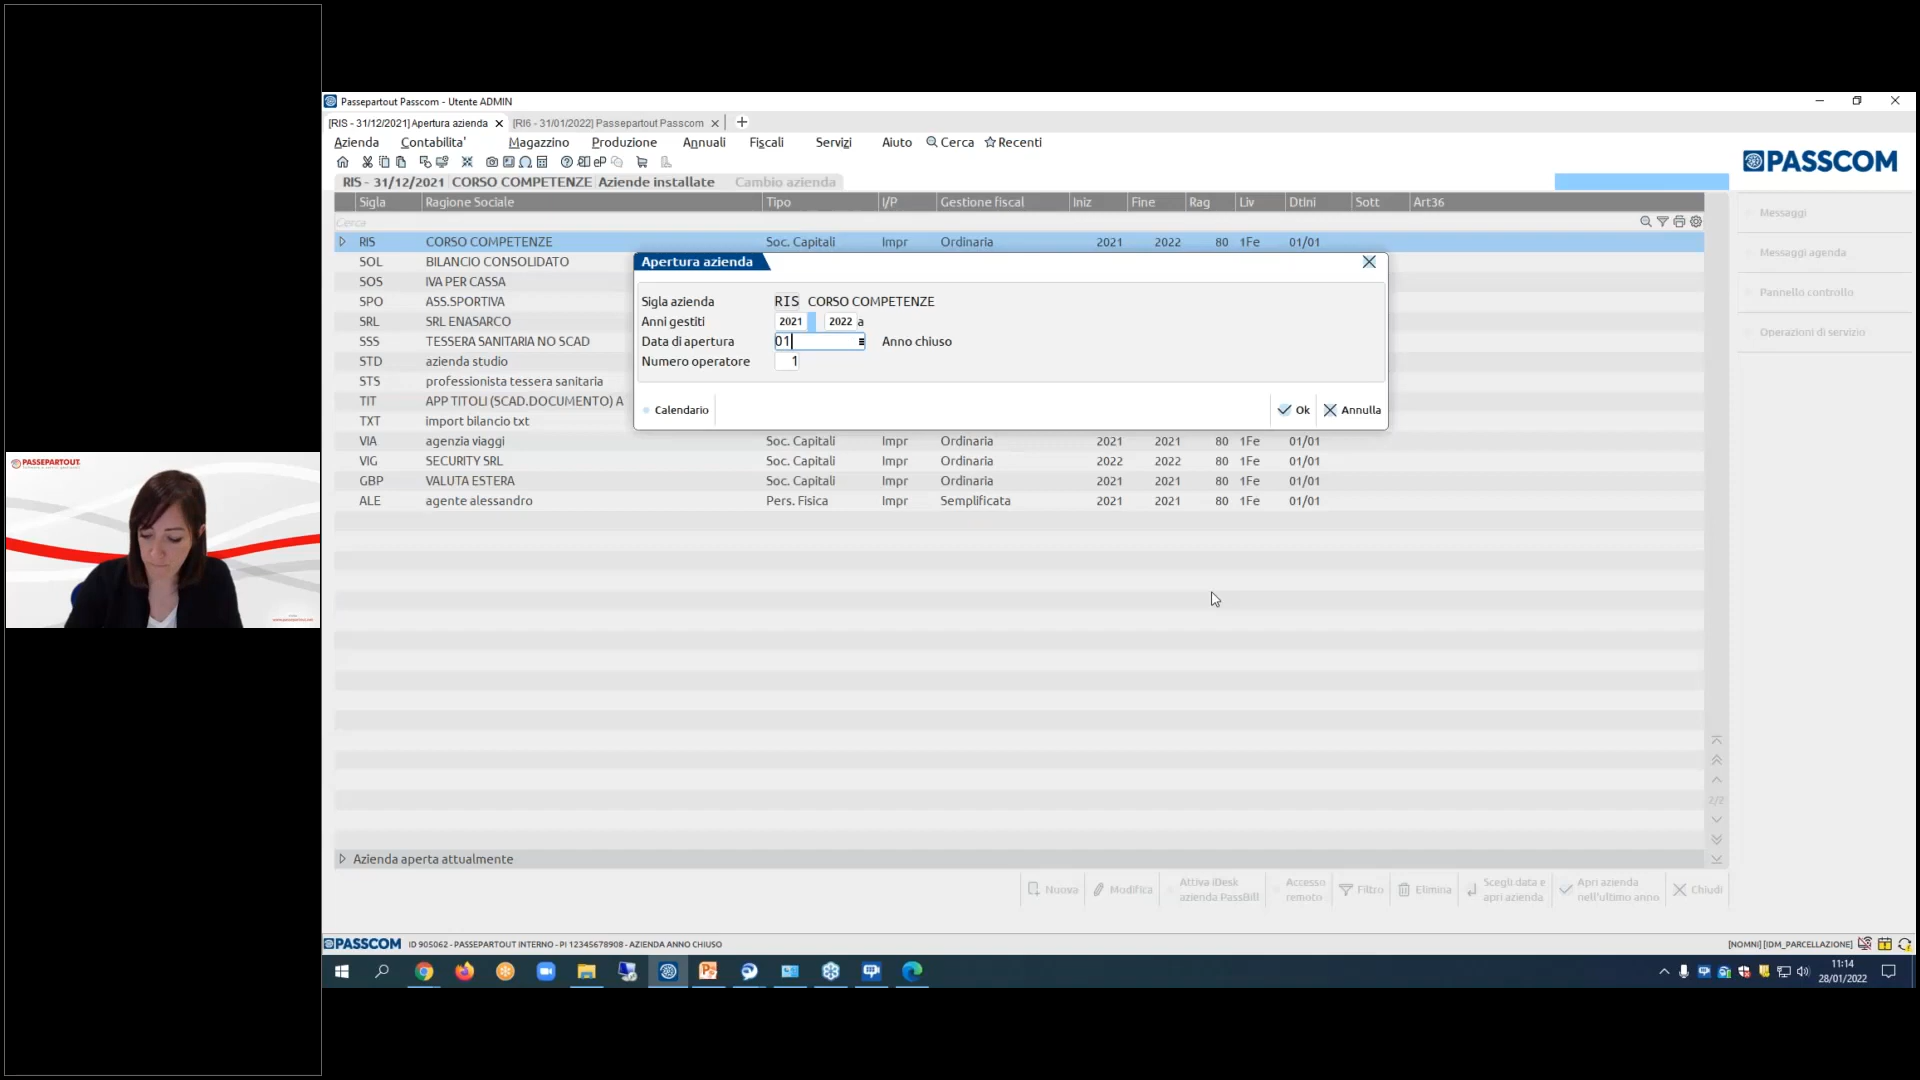 Passepartout Passcom - Utente ADMIN
[RIS - 31/12/2021] Apertura azienda
[RI6 - 31/01/2022] Passepartout Passcom
Azienda Contabilita' Magazzino Produzione Annuali Fiscali Servizi Aiuto Cerca Recenti
PASSCOM
RIS - 31/12/2021 CORSO COMPETENZE Aziende installate Cambio azienda
Sigla Ragione Sociale Tipo I/P Gestione fiscal Iniz Fine Rag Liv DtIni Sott Art36
Cerca
RIS CORSO COMPETENZE Soc. Capitali Impr Ordinaria 2021 2022 80 1Fe 01/01
SOL BILANCIO CONSOLIDATO
SOS IVA PER CASSA
SPO ASS.SPORTIVA
SRL SRL ENASARCO
SSS TESSERA SANITARIA NO SCAD
STD azienda studio
STS professionista tessera sanitaria
TIT APP TITOLI (SCAD.DOCUMENTO) A
TXT import bilancio txt
VIA agenzia viaggi Soc. Capitali Impr Ordinaria 2021 2021 80 1Fe 01/01
VIG SECURITY SRL Soc. Capitali Impr Ordinaria 2022 2022 80 1Fe 01/01
GBP VALUTA ESTERA Soc. Capitali Impr Ordinaria 2021 2021 80 1Fe 01/01
ALE agente alessandro Pers. Fisica Impr Semplificata 2021 2021 80 1Fe 01/01
Apertura azienda
Sigla azienda RIS CORSO COMPETENZE
Anni gestiti 2021 2022 a
Data di apertura 01 Anno chiuso
Numero operatore 1
Calendario Ok Annulla
Messaggi
Messaggi agenda
Pannello controllo
Operazioni di servizio
PASSEPARTOUT
2/2
Azienda aperta attualmente
Nuova
Modifica
Attiva iDesk
azienda PassBill
Accesso
remoto
Filtro
Elimina
Scegli data e
apri azienda
Apri azienda
nell'ultimo anno
Chiudi
PASSCOM ID 905062 - PASSEPARTOUT INTERNO - PI 12345678908 - AZIENDA ANNO CHIUSO
[NOMNI] [IDM_PARCELLAZIONE]
11:14
28/01/2022